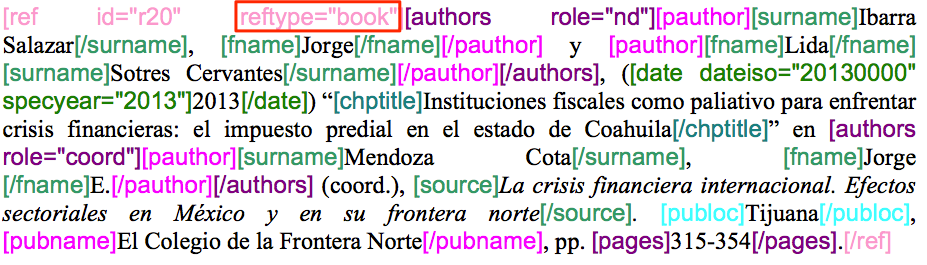 [ref id="r20" reftype="book"][authors role="nd"][pauthor][surname]Ibarra
Salazar[/surname], [fname]Jorge[/fname][/pauthor] y [pauthor][fname]Lida[/fname]
[surname]Sotres Cervantes[/surname][/pauthor][/authors], ([date dateiso="20130000"
specyear="2013"]2013[/date]) “[chptitle]Instituciones fiscales como paliativo para enfrentar
crisis financieras: el impuesto predial en el estado de Coahuila[/chptitle]” en [authors
role="coord"][pauthor][surname]Mendoza Cota[/surname], [fname]Jorge
[/fname]E.[/pauthor][/authors] (coord.), [source]La crisis financiera internacional. Efectos
sectoriales en México y en su frontera norte[/source]. [publoc]Tijuana[/publoc],
[pubname]El Colegio de la Frontera Norte[/pubname], pp. [pages]315-354[/pages].[/ref]